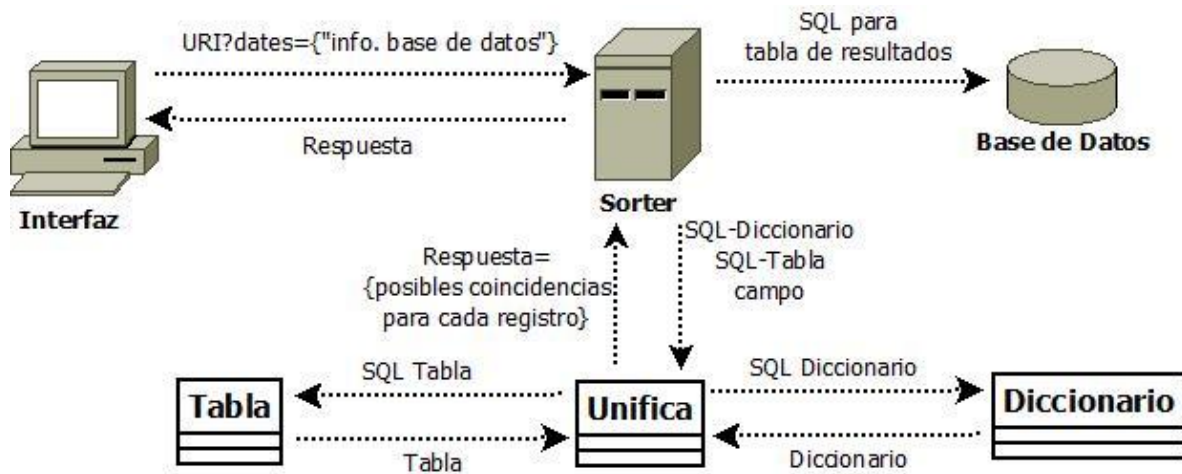 URI?dates={"info. base de datos"}
SQL para
tabla de resultados
Respuesta
Base de Datos
Interfaz
Sorter
SQL-Diccionario
SQL-Tabla
campo
Respuesta=
{posibles coincidencias
para cada registro}
SQL Tabla
SQL Diccionario
Tabla
Unifica
Diccionario
Tabla
Diccionario